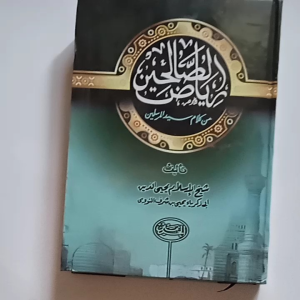 رياض الصالحين
من كلام سيد المرسلين
تأليف
شيخ الإسلام محيي الدين
أبي زكريا يحيى بن شرف النووي